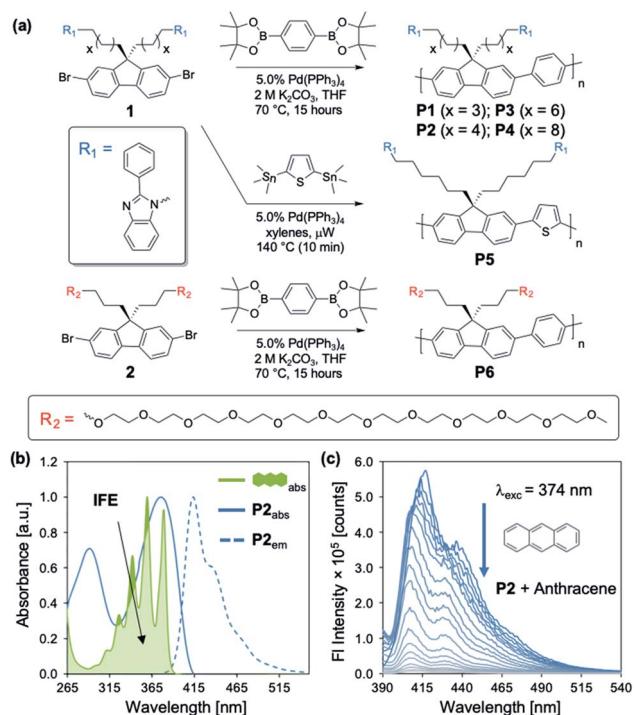 (a)
R1 R1
x x
Br Br
1
O O
B B
O O
5.0% Pd(PPh3)4
2 M K2CO3, THF
70 °C, 15 hours
R1 R1
x x
n
P1 (x = 3); P3 (x = 6)
P2 (x = 4); P4 (x = 8)
R1 =
N N
Sn S Sn
5.0% Pd(PPh3)4
xylenes, μW
140 °C (10 min)
R1 R1
S n
P5
R2 R2
Br Br
2
O O
B B
O O
5.0% Pd(PPh3)4
2 M K2CO3, THF
70 °C, 15 hours
R2 R2
n
P6
R2 = O O O O O O O O O O O
(b)
IFE
abs
P2abs
P2em
Absorbance [a.u.]
1.0
0.8
0.6
0.4
0.2
0.0
265 315 365 415 465 515
Wavelength [nm]
(c)
λexc = 374 nm
P2 + Anthracene
FI Intensity × 10^5 [counts]
6.0
5.0
4.0
3.0
2.0
1.0
0.0
390 415 440 465 490 515 540
Wavelength [nm]